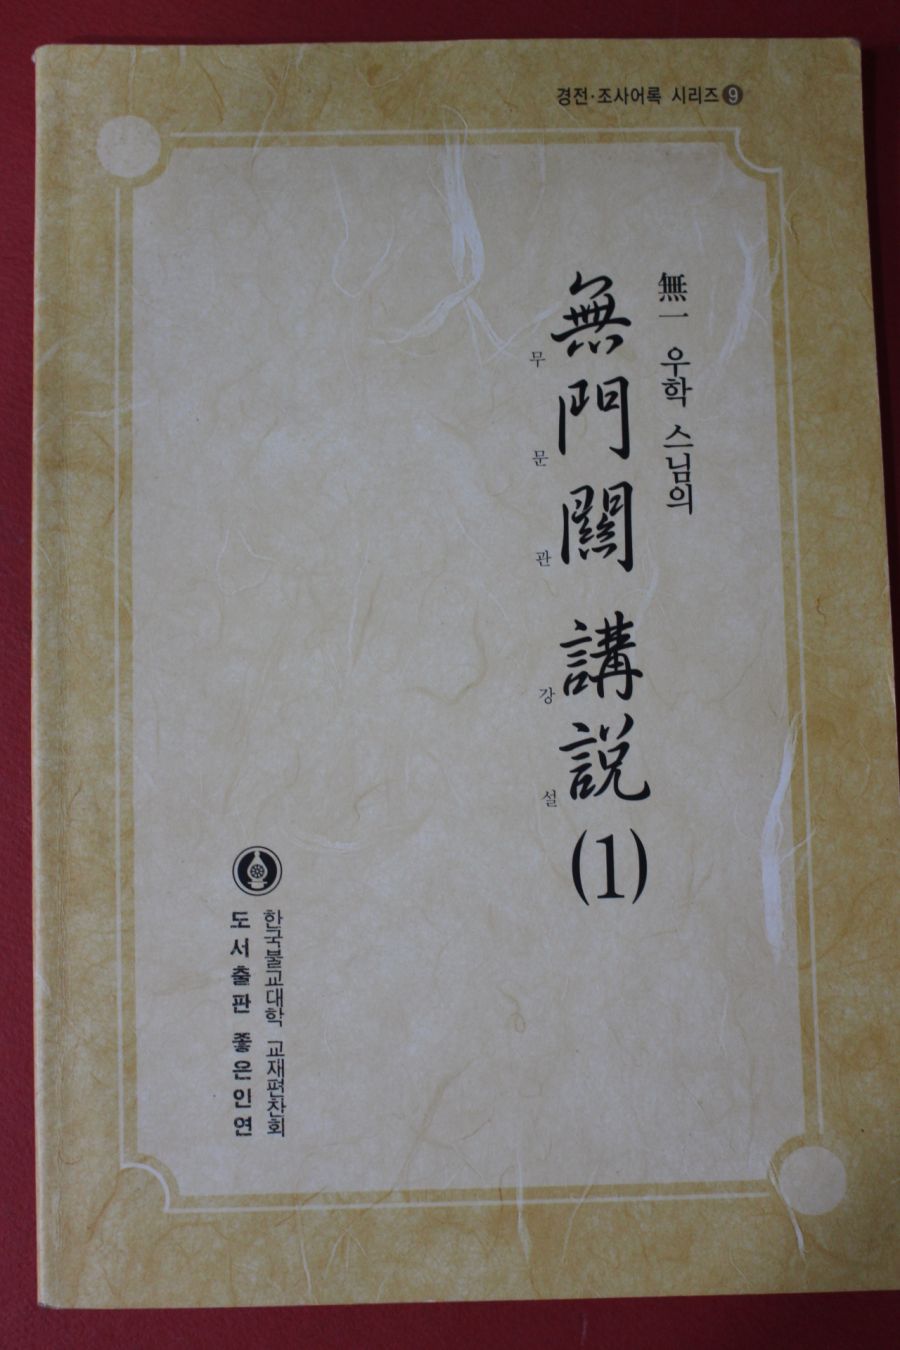 경전·조사어록 시리즈 9
無一 우학 스님의
無門關 講說 (1)
무문관 강설
한국불교대학 교재편찬회
도서출판 좋은인연